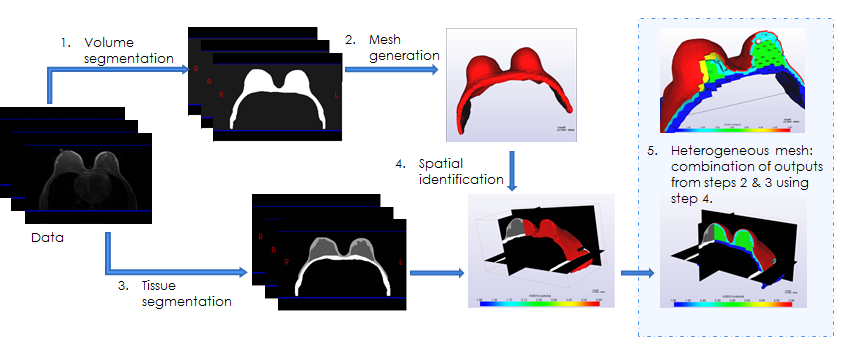 1. Volume
segmentation
2. Mesh
generation
R
R
R
L
Data
3. Tissue
segmentation
R
R
R
L
4. Spatial
identification
5. Heterogeneous mesh:
combination of outputs
from steps 2 & 3 using
step 4.